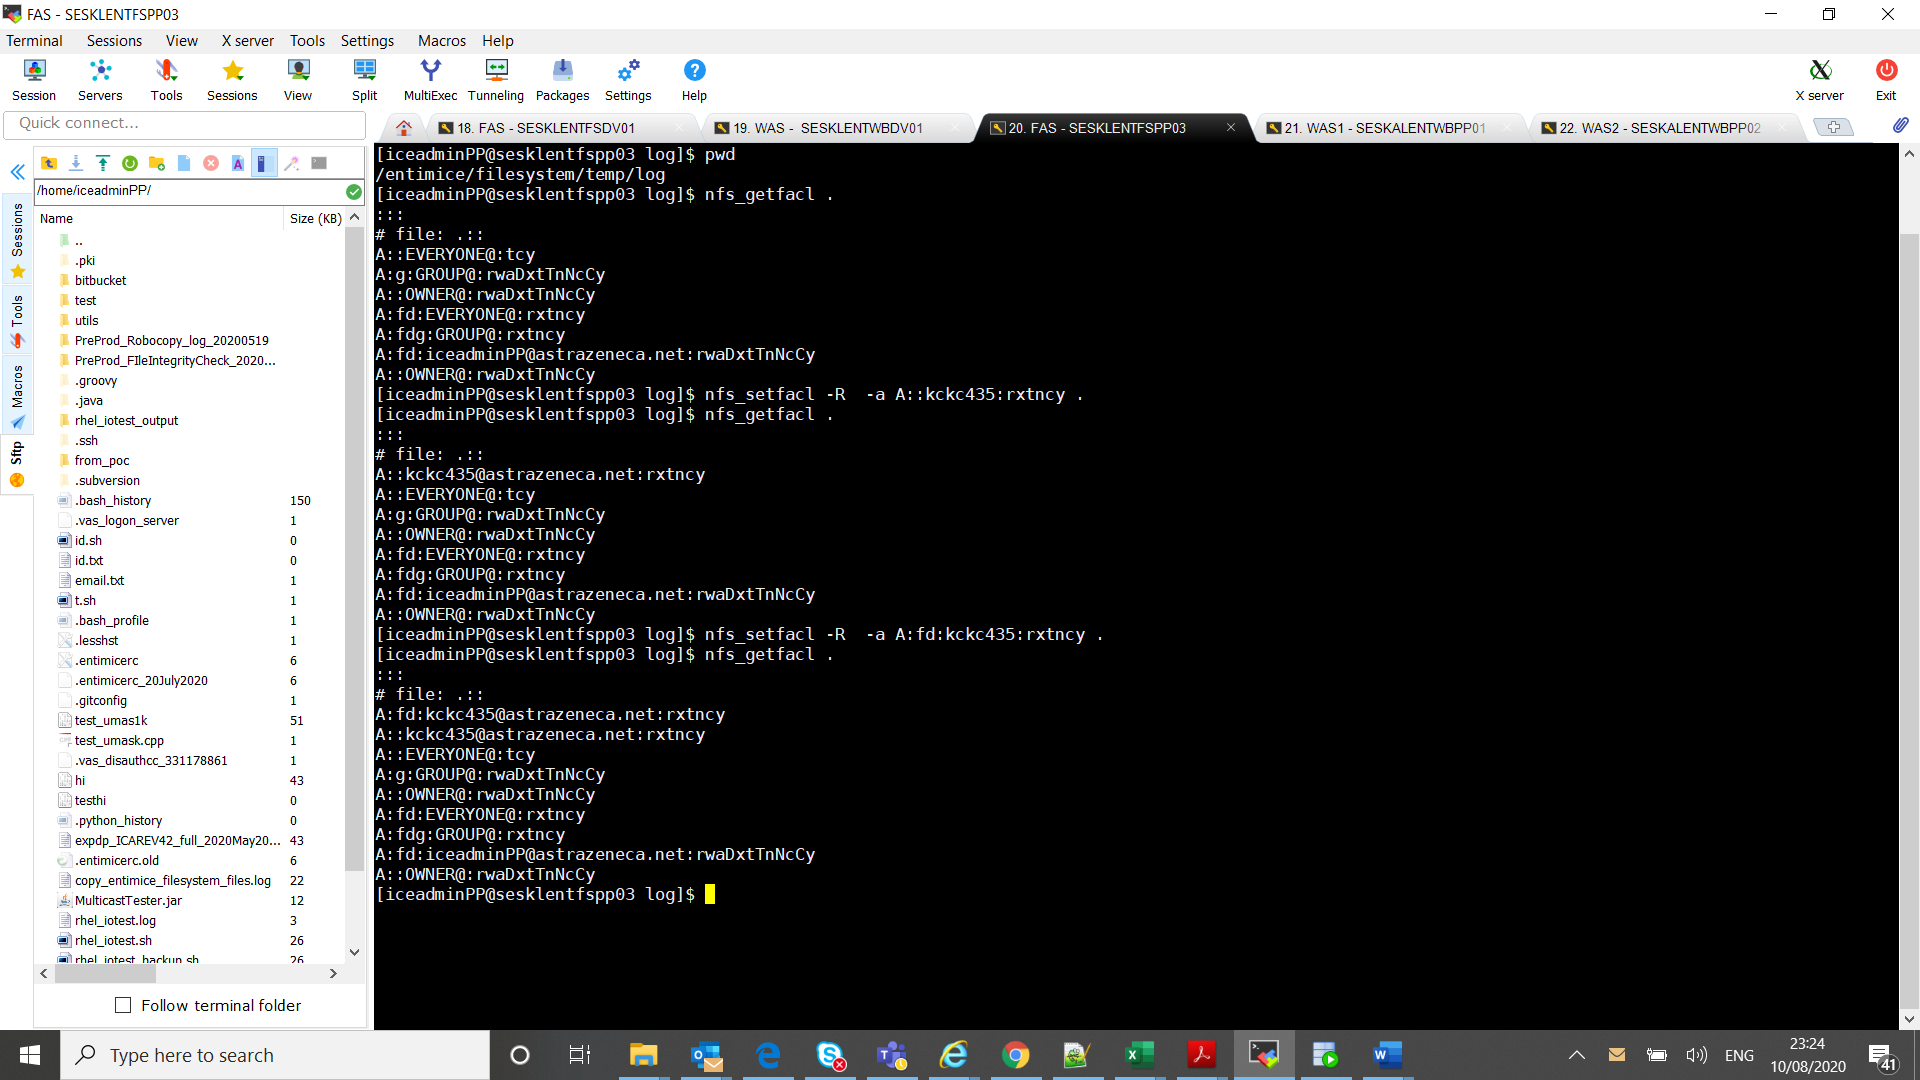 FAS - SESKLENTFSPP03
Terminal Sessions View X server Tools Settings Macros Help
Session Servers Tools Sessions View Split MultiExec Tunneling Packages Settings Help X server Exit
Quick connect...
18. FAS - SESKLENTFSDV01
19. WAS - SESKLENTWBDV01
20. FAS - SESKLENTFSPP03
21. WAS1 - SESKALENTWBPP01
22. WAS2 - SESKALENTWBPP02
Sessions
Tools
Macros
Sftp
/home/iceadminPP/
Name Size (KB)
..
.pki
bitbucket
test
utils
PreProd_Robocopy_log_20200519
PreProd_FIleIntegrityCheck_2020...
.groovy
.java
rhel_iotest_output
.ssh
from_poc
.subversion
.bash_history 150
.vas_logon_server 1
id.sh 0
id.txt 0
email.txt 1
t.sh 1
.bash_profile 1
.lesshst 1
.entimicerc 6
.entimicerc_20July2020 6
.gitconfig 1
test_umas1k 51
test_umask.cpp 1
.vas_disauthcc_331178861 1
hi 43
testhi 0
.python_history 0
expdp_ICAREV42_full_2020May20... 43
.entimicerc.old 6
copy_entimice_filesystem_files.log 22
MulticastTester.jar 12
rhel_iotest.log 3
rhel_iotest.sh 26
rhel_iotest_backup.sh 26
Follow terminal folder
[iceadminPP@sesklentfspp03 log]$ pwd
/entimice/filesystem/temp/log
[iceadminPP@sesklentfspp03 log]$ nfs_getfacl .
:::
# file: .::
A::EVERYONE@:tcy
A:g:GROUP@:rwaDxtTnNcCy
A::OWNER@:rwaDxtTnNcCy
A:fd:EVERYONE@:rxtncy
A:fdg:GROUP@:rxtncy
A:fd:iceadminPP@astrazeneca.net:rwaDxtTnNcCy
A::OWNER@:rwaDxtTnNcCy
[iceadminPP@sesklentfspp03 log]$ nfs_setfacl -R  -a A::kckc435:rxtncy .
[iceadminPP@sesklentfspp03 log]$ nfs_getfacl .
:::
# file: .::
A::kckc435@astrazeneca.net:rxtncy
A::EVERYONE@:tcy
A:g:GROUP@:rwaDxtTnNcCy
A::OWNER@:rwaDxtTnNcCy
A:fd:EVERYONE@:rxtncy
A:fdg:GROUP@:rxtncy
A:fd:iceadminPP@astrazeneca.net:rwaDxtTnNcCy
A::OWNER@:rwaDxtTnNcCy
[iceadminPP@sesklentfspp03 log]$ nfs_setfacl -R  -a A:fd:kckc435:rxtncy .
[iceadminPP@sesklentfspp03 log]$ nfs_getfacl .
:::
# file: .::
A:fd:kckc435@astrazeneca.net:rxtncy
A::kckc435@astrazeneca.net:rxtncy
A::EVERYONE@:tcy
A:g:GROUP@:rwaDxtTnNcCy
A::OWNER@:rwaDxtTnNcCy
A:fd:EVERYONE@:rxtncy
A:fdg:GROUP@:rxtncy
A:fd:iceadminPP@astrazeneca.net:rwaDxtTnNcCy
A::OWNER@:rwaDxtTnNcCy
[iceadminPP@sesklentfspp03 log]$
Type here to search
ENG
23:24
10/08/2020
41